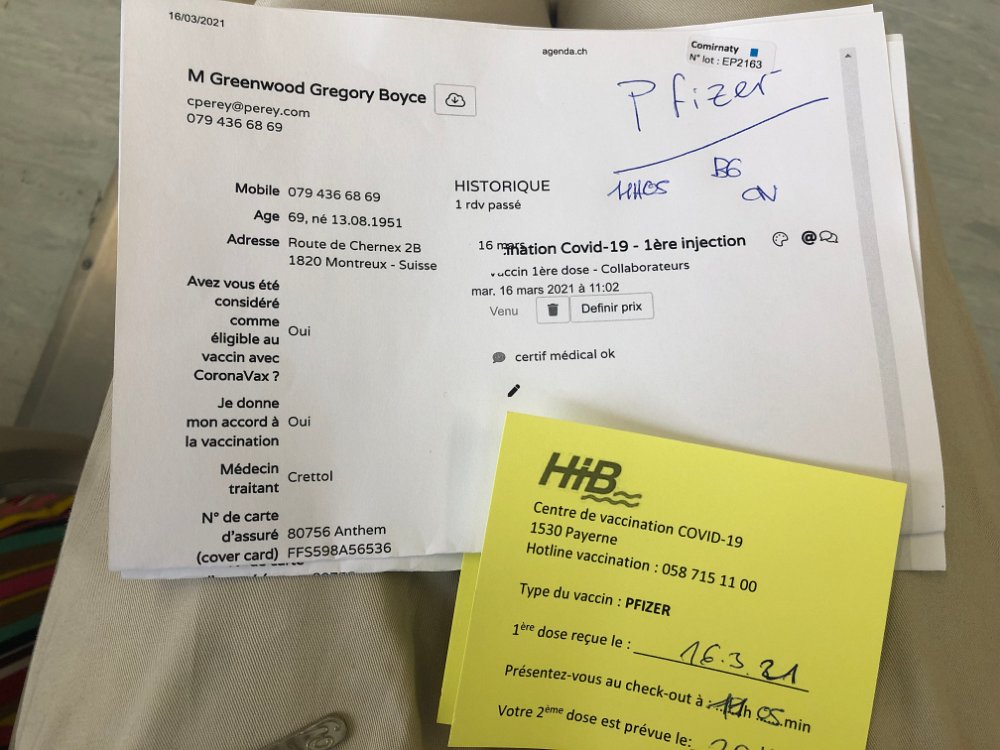 16/03/2021
agenda.ch
Comirnaty
N° lot : EP2163
M Greenwood Gregory Boyce
cperey@perey.com
079 436 68 69
Pfizer
11H05
BG
Mobile 079 436 68 69
Age 69, né 13.08.1951
Adresse Route de Chernex 2B
1820 Montreux - Suisse
Avez vous été
considéré
comme
éligible au
vaccin avec
CoronaVax ?
Oui
Je donne
mon accord à
la vaccination
Oui
Médecin
traitant
Crettol
N° de carte
d'assuré
(cover card)
80756 Anthem
FFS598A56536
HISTORIQUE
1 rdv passé
16 mars
ination Covid-19 - 1ère injection
vaccin 1ère dose - Collaborateurs
mar. 16 mars 2021 à 11:02
Venu
Definir prix
certif médical ok
HiB
Centre de vaccination COVID-19
1530 Payerne
Hotline vaccination : 058 715 11 00
Type du vaccin : PFIZER
1ère dose reçue le : 16.3.21
Présentez-vous au check-out à : 11h 05 min
Votre 2ème dose est prévue le: